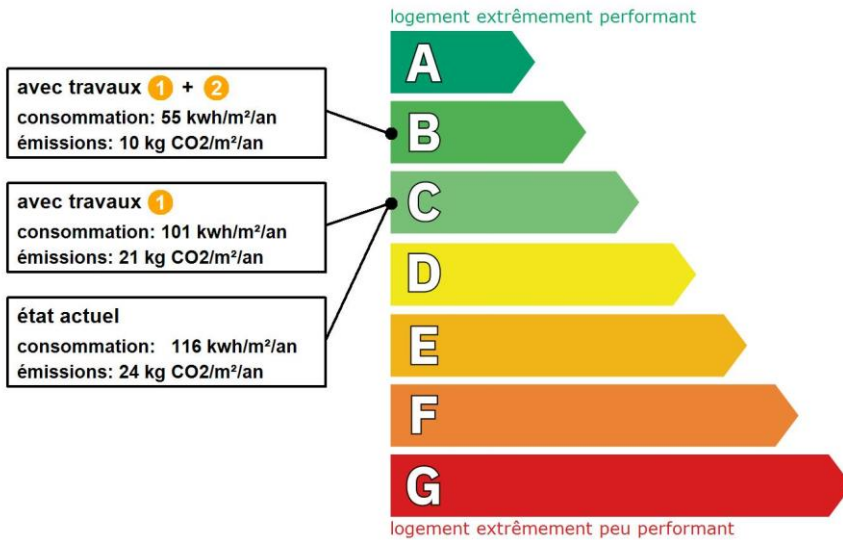 logement extrêmement performant
A
avec travaux 1 + 2
consommation: 55 kwh/m²/an
émissions: 10 kg CO2/m²/an
B
avec travaux 1
consommation: 101 kwh/m²/an
émissions: 21 kg CO2/m²/an
C
D
état actuel
consommation: 116 kwh/m²/an
émissions: 24 kg CO2/m²/an
E
F
G
logement extrêmement peu performant